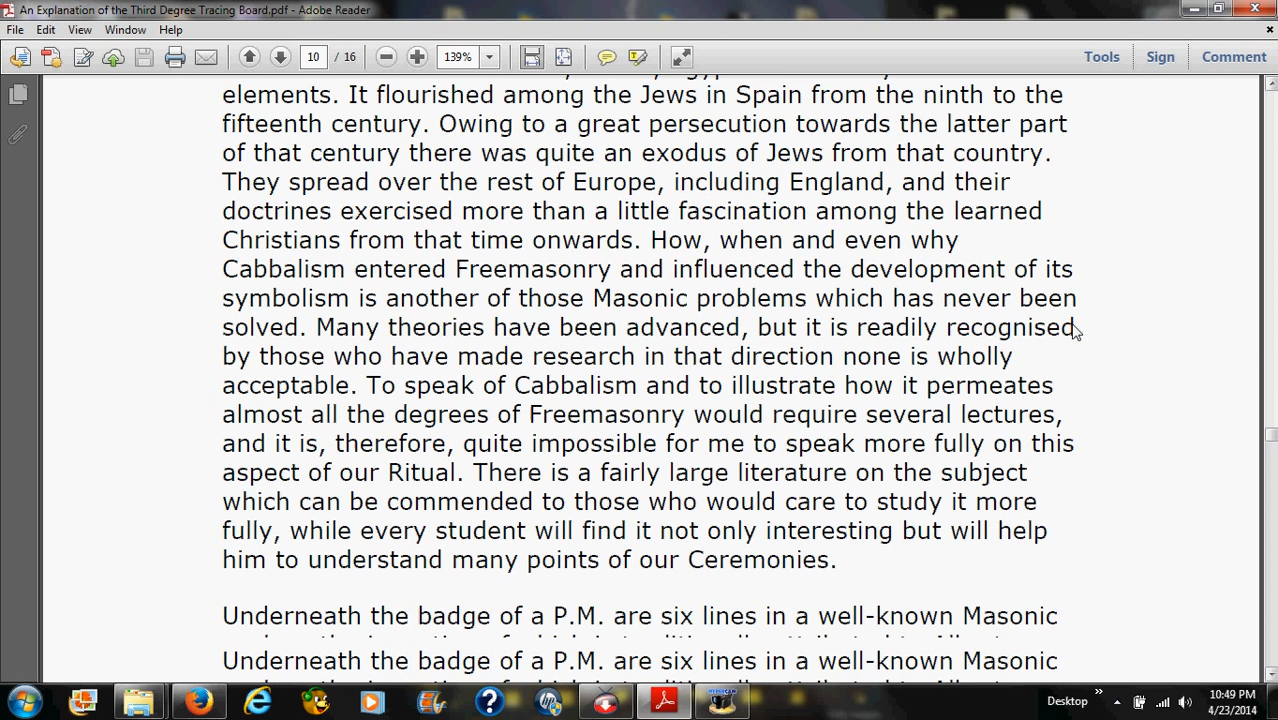 An Explanation of the Third Degree Tracing Board.pdf - Adobe Reader
File Edit View Window Help
10 / 16 139% Tools Sign Comment
elements. It flourished among the Jews in Spain from the ninth to the
fifteenth century. Owing to a great persecution towards the latter part
of that century there was quite an exodus of Jews from that country.
They spread over the rest of Europe, including England, and their
doctrines exercised more than a little fascination among the learned
Christians from that time onwards. How, when and even why
Cabbalism entered Freemasonry and influenced the development of its
symbolism is another of those Masonic problems which has never been
solved. Many theories have been advanced, but it is readily recognised
by those who have made research in that direction none is wholly
acceptable. To speak of Cabbalism and to illustrate how it permeates
almost all the degrees of Freemasonry would require several lectures,
and it is, therefore, quite impossible for me to speak more fully on this
aspect of our Ritual. There is a fairly large literature on the subject
which can be commended to those who would care to study it more
fully, while every student will find it not only interesting but will help
him to understand many points of our Ceremonies.
Underneath the badge of a P.M. are six lines in a well-known Masonic
Underneath the badge of a P.M. are six lines in a well-known Masonic
Desktop
10:49 PM
4/23/2014